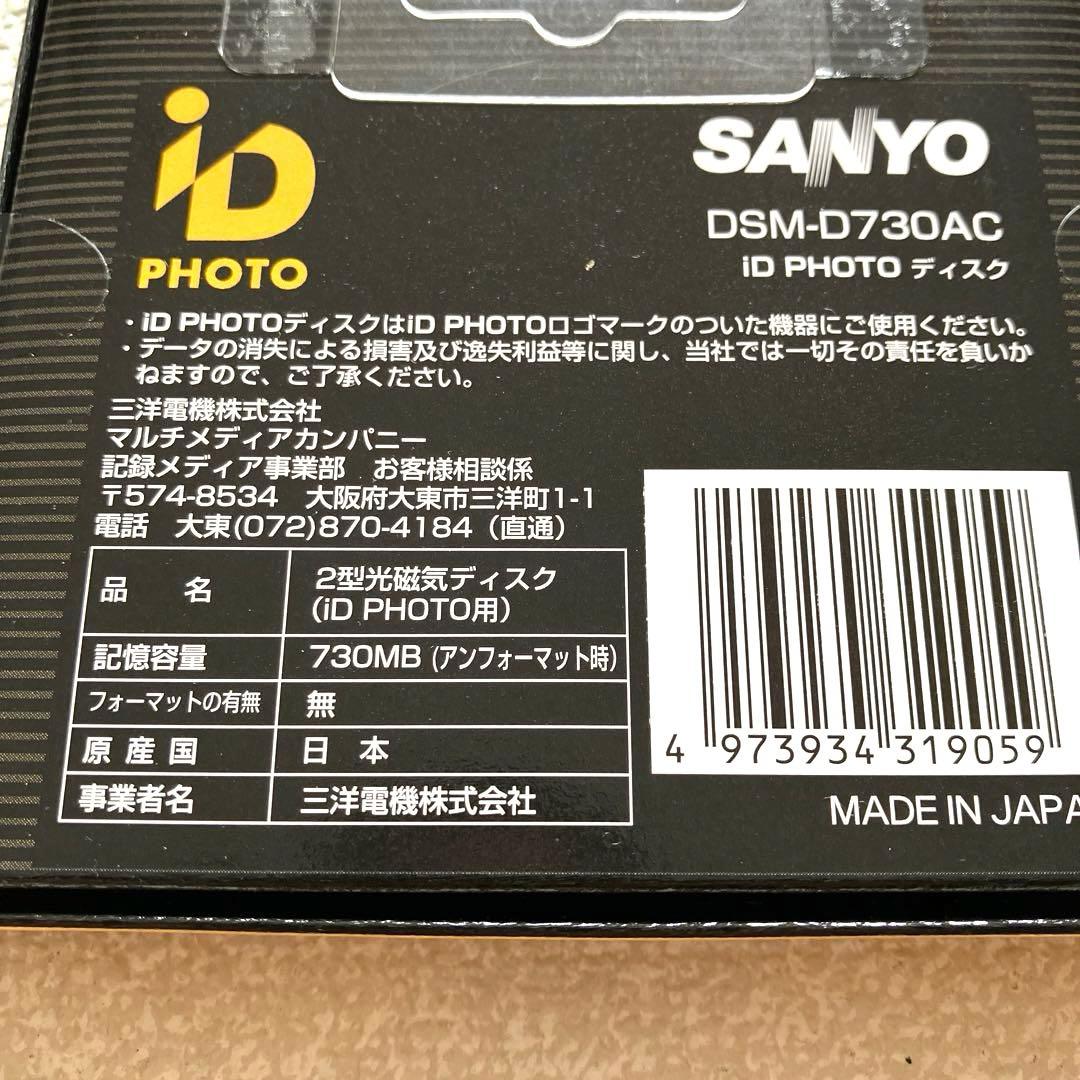 iD
PHOTO
SANYO
DSM-D730AC
iD PHOTO ディスク
・iD PHOTOディスクはiD PHOTOロゴマークのついた機器にご使用ください。
・データの消失による損害及び逸失利益等に関し、当社では一切その責任を負いか
ねますので、ご了承ください。
三洋電機株式会社
マルチメディアカンパニー
記録メディア事業部　お客様相談係
〒574-8534　大阪府大東市三洋町1-1
電話　大東(072)870-4184（直通）
品　名　2型光磁気ディスク
(iD PHOTO用)
記憶容量　730MB (アンフォーマット時)
フォーマットの有無　無
原産国　日本
事業者名　三洋電機株式会社
4 973934 319059
MADE IN JAPA